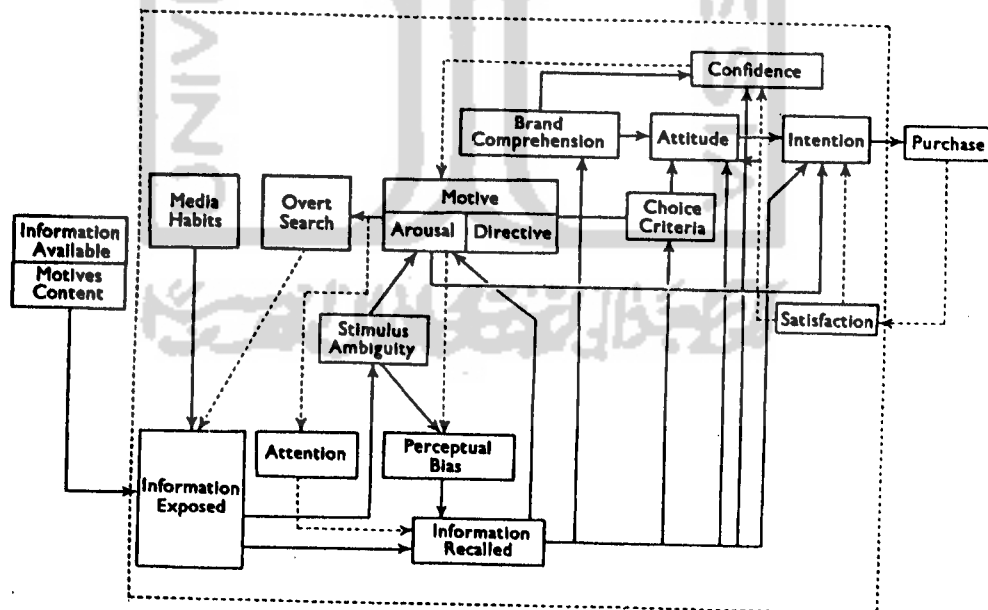 Confidence
Brand
Comprehension
Attitude
Intention
Purchase
Media
Habits
Overt
Search
Motive
Arousal
Directive
Choice
Criteria
Information
Available
Motives
Content
Stimulus
Ambiguity
Satisfaction
Attention
Perceptual
Bias
Information
Exposed
Information
Recalled